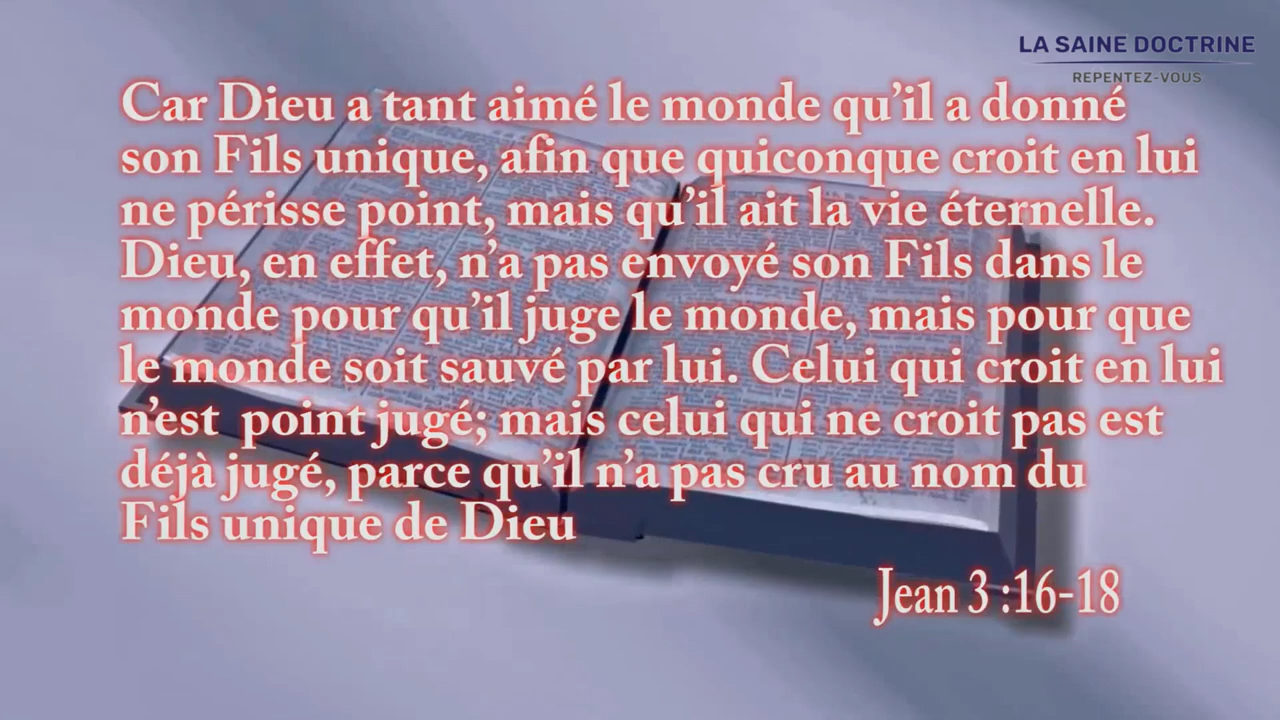 LA SAINE DOCTRINE
REPENTEZ-VOUS
Car Dieu a tant aimé le monde qu’il a donné
son Fils unique, afin que quiconque croit en lui
ne périsse point, mais qu’il ait la vie éternelle.
Dieu, en effet, n’a pas envoyé son Fils dans le
monde pour qu’il juge le monde, mais pour que
le monde soit sauvé par lui. Celui qui croit en lui
n’est  point jugé; mais celui qui ne croit pas est
déjà jugé, parce qu’il n’a pas cru au nom du
Fils unique de Dieu
Jean 3 :16-18